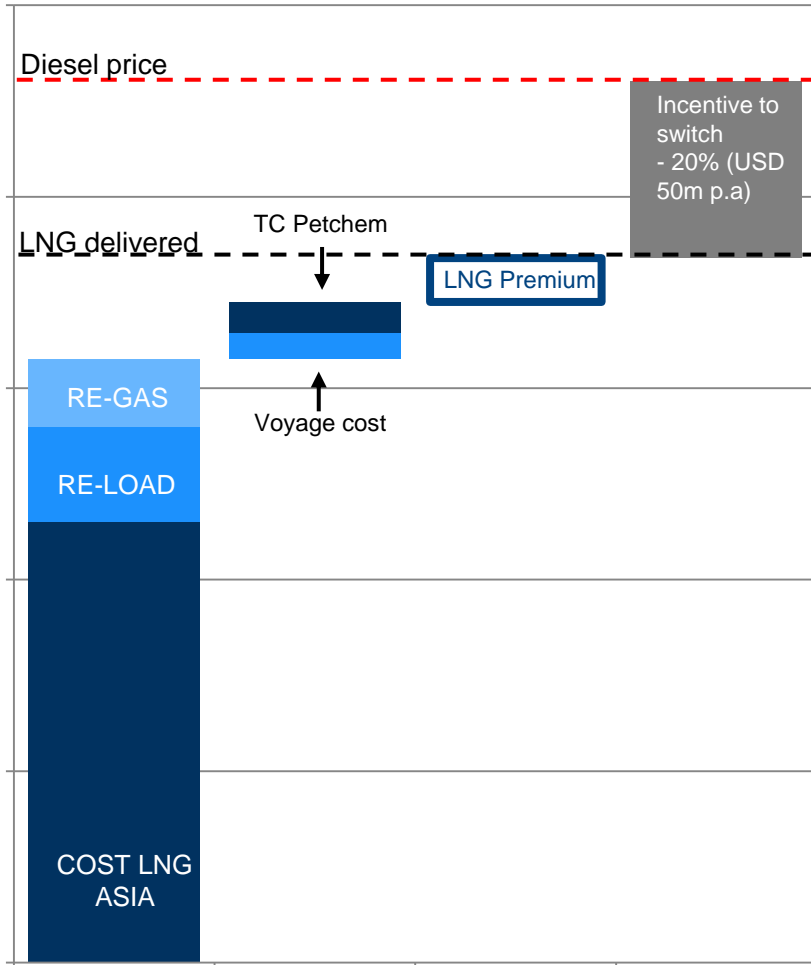 Diesel price
Incentive to
switch
- 20% (USD
50m p.a)
TC Petchem
LNG delivered
LNG Premium
RE-GAS
Voyage cost
RE-LOAD
COST LNG
ASIA